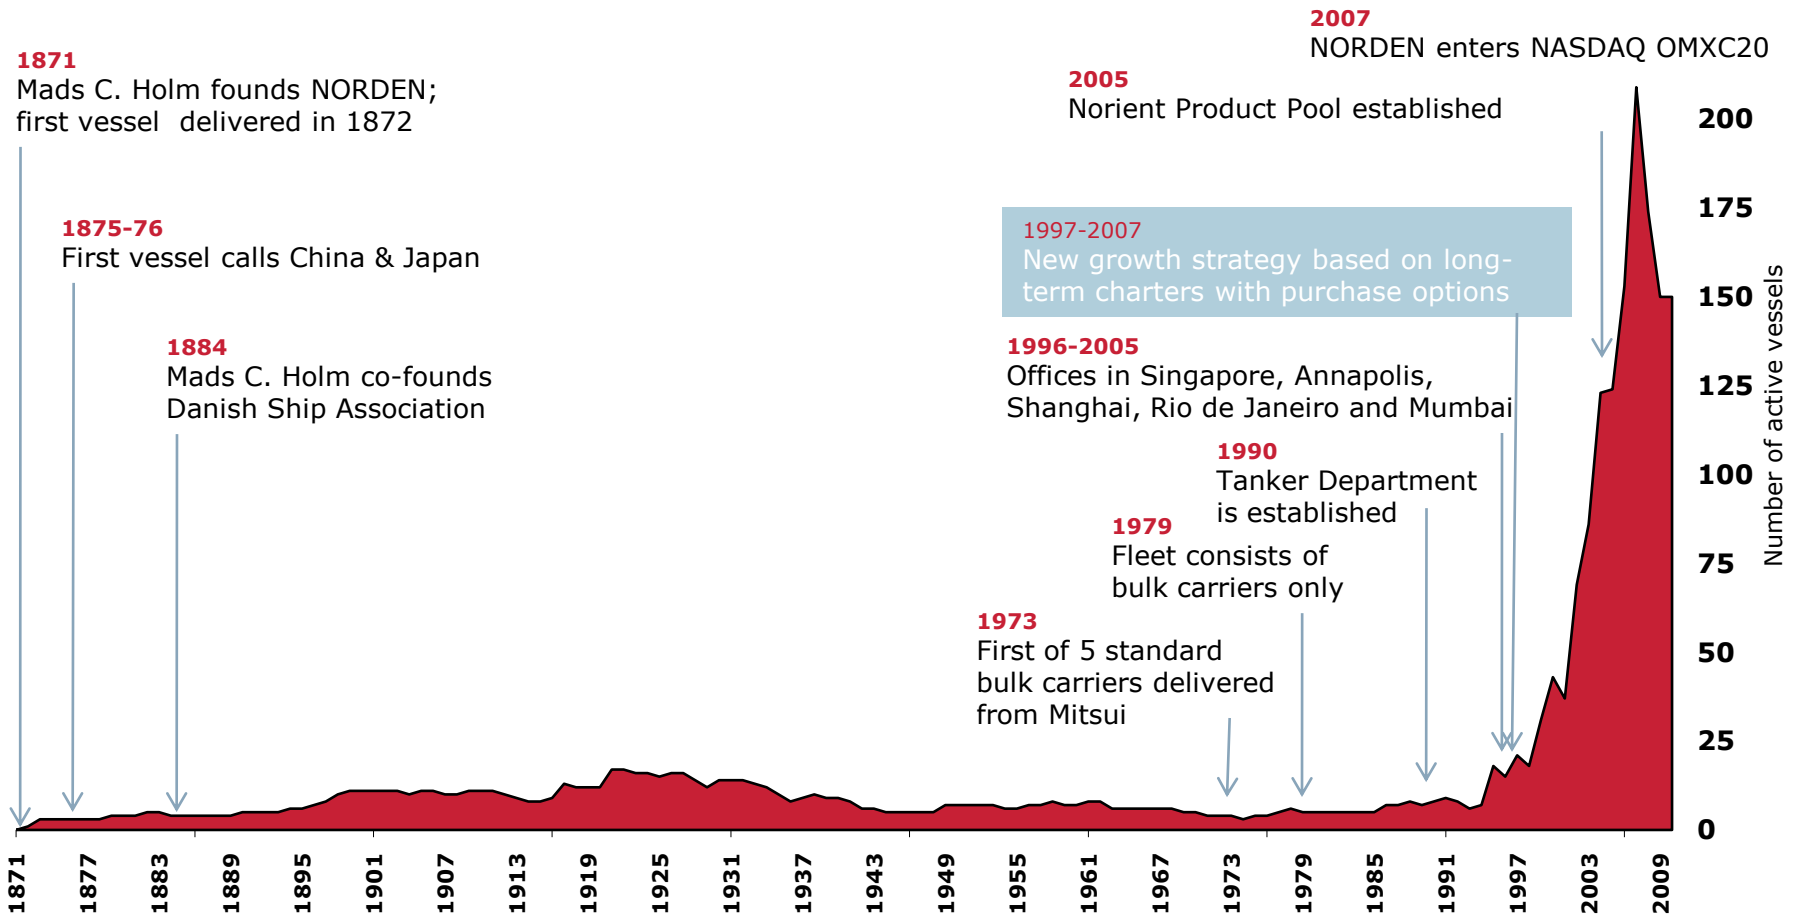 2007
NORDEN enters NASDAQ OMXC20
1871
Mads C. Holm founds NORDEN;
first vessel delivered in 1872
2005
Norient Product Pool established
1875-76
First vessel calls China & Japan
1997-2007
New growth strategy based on long-
term charters with purchase options
1884
Mads C. Holm co-founds
Danish Ship Association
1996-2005
Offices in Singapore, Annapolis,
Shanghai, Rio de Janeiro and Mumbai
1990
Tanker Department
is established
1979
Fleet consists of
bulk carriers only
1973
First of 5 standard
bulk carriers delivered
from Mitsui
200
175
150
125
100
75
50
25
0
Number of active vessels
1871
1877
1883
1889
1895
1901
1907
1913
1919
1925
1931
1937
1943
1949
1955
1961
1967
1973
1979
1985
1991
1997
2003
2009